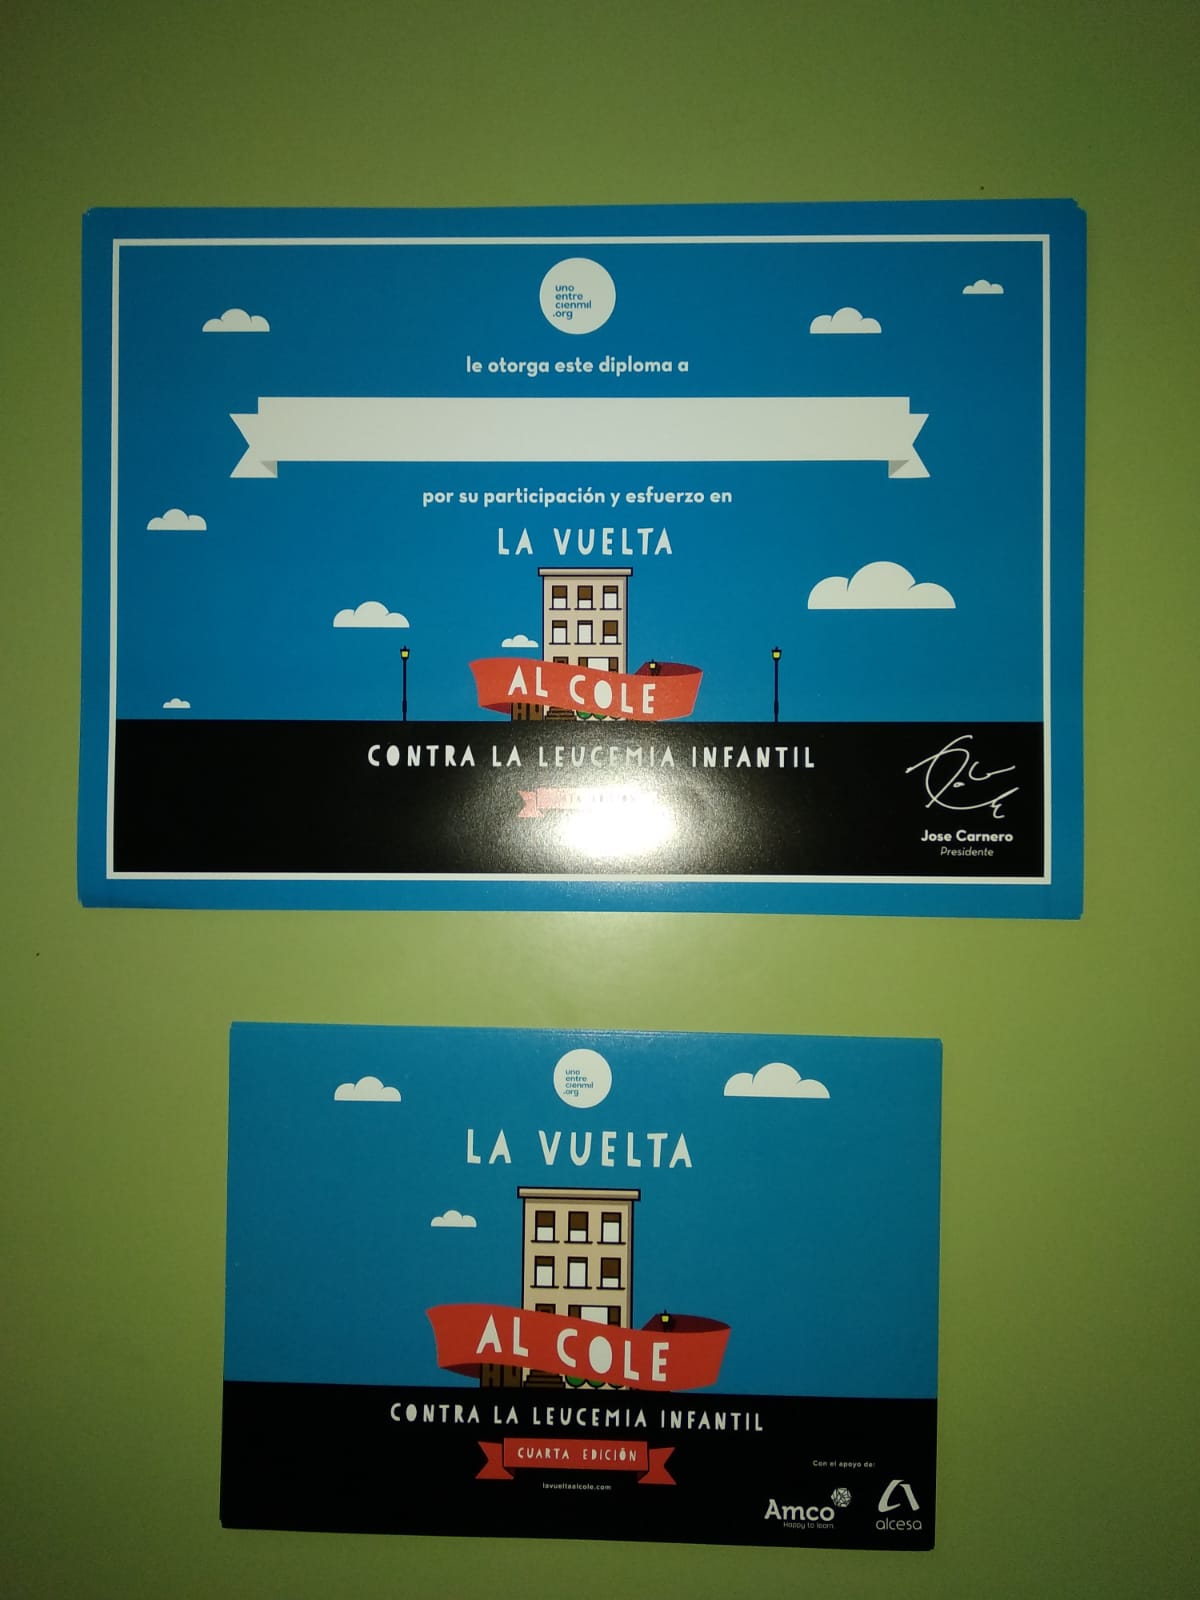 uno
entre
cienmil
.org
le otorga este diploma a
por su participación y esfuerzo en
LA VUELTA
AL COLE
CONTRA LA LEUCEMIA INFANTIL
Jose Carnero
Presidente
uno
entre
cienmil
.org
LA VUELTA
AL COLE
CONTRA LA LEUCEMIA INFANTIL
CUARTA EDICIÓN
lavueltaalcole.com
Con el apoyo de:
Amco
Happy to learn.
alcesa